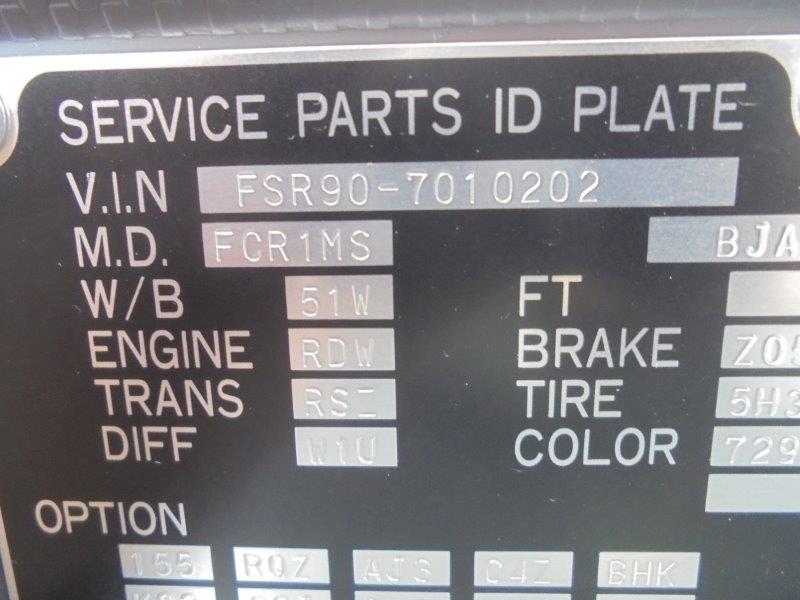 SERVICE PARTS ID PLATE
V.I.N FSR90-7010202
M.D. FCR1MS BJA
W/B 51W FT
ENGINE RDW BRAKE
TRANS TIRE 5H3
DIFF W1U COLOR 729
OPTION
155 RQZ AJS C4Z BHK